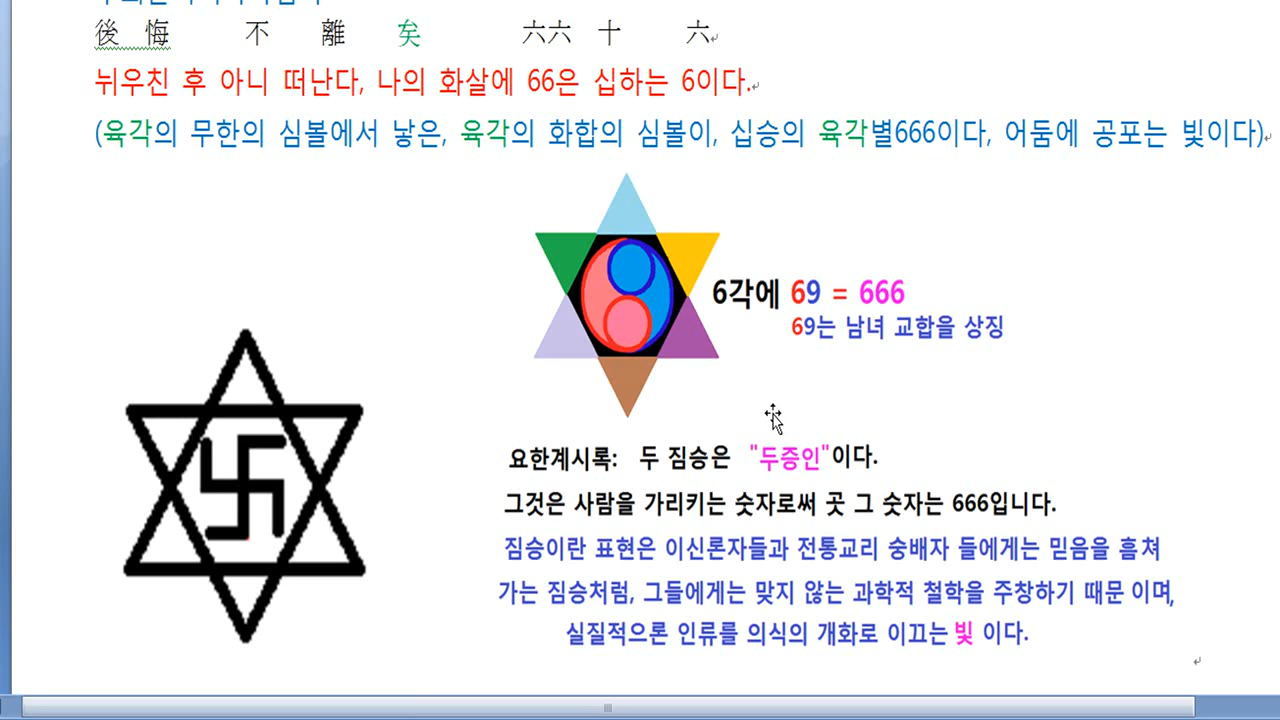 後 悔 不 離 矣 六六 十 六
뉘우친 후 아니 떠난다, 나의 화살에 66은 십하는 6이다.
(육각의 무한의 심볼에서 낳은, 육각의 화합의 심볼이, 십승의 육각별666이다, 어둠에 공포는 빛이다)
6각에 69 = 666
69는 남녀 교합을 상징
요한계시록: 두 짐승은 "두증인"이다.
그것은 사람을 가리키는 숫자로써 곳 그 숫자는 666입니다.
짐승이란 표현은 이신론자들과 전통교리 숭배자 들에게는 믿음을 흠쳐
가는 짐승처럼, 그들에게는 맞지 않는 과학적 철학을 주창하기 때문 이며,
실질적으론 인류를 의식의 개화로 이끄는 빛 이다.